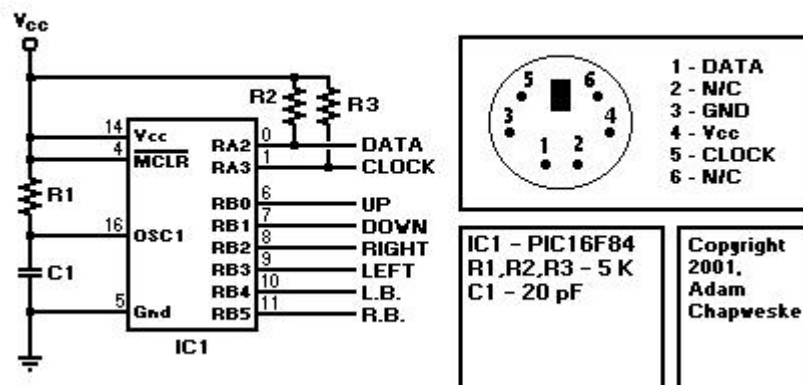 Vcc
R2
R3
14
Vcc
RA2
0
DATA
4
MCLR
RA3
1
CLOCK
R1
RB0
6
UP
RB1
7
DOWN
16
OSC1
RB2
8
RIGHT
RB3
9
LEFT
C1
RB4
10
L.B.
5
Gnd
RB5
11
R.B.
IC1
5
6
3
4
1
2
1 - DATA
2 - N/C
3 - GND
4 - Vcc
5 - CLOCK
6 - N/C
IC1 - PIC16F84
R1,R2,R3 - 5 K
C1 - 20 pF
Copyright
2001,
Adam
Chapweske